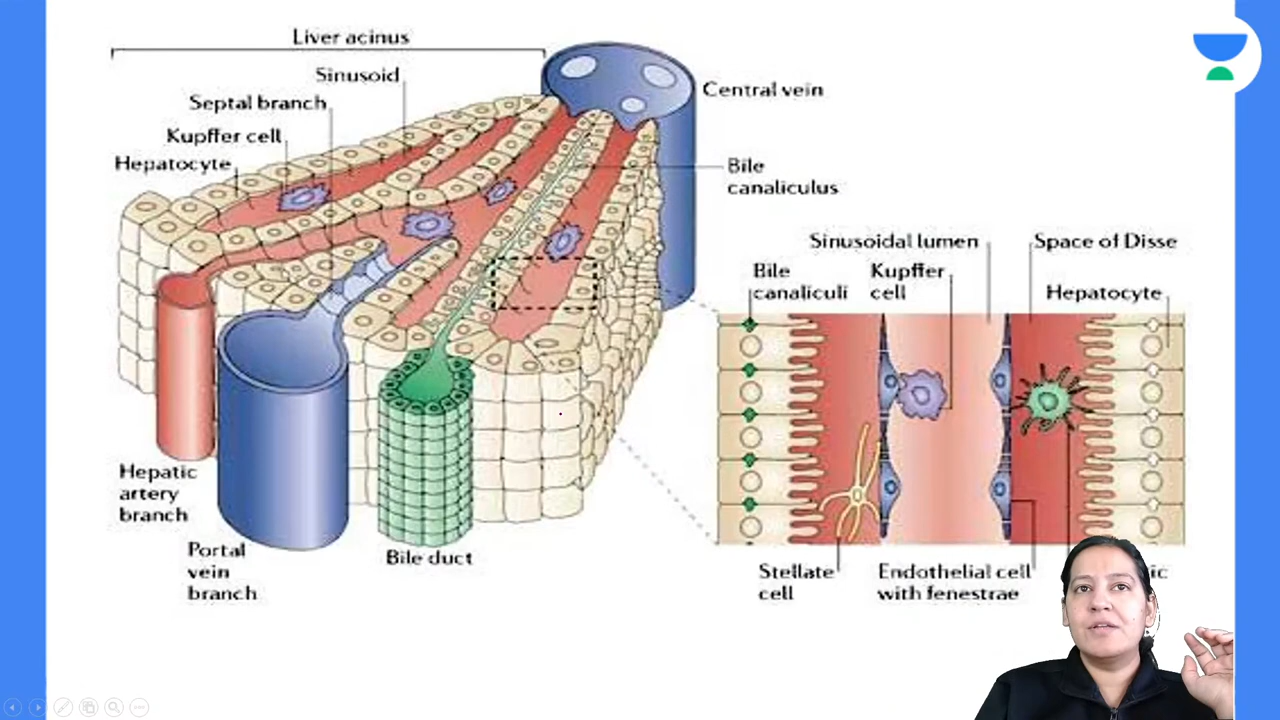 Liver acinus
Sinusoid
Septal branch
Kupffer cell
Hepatocyte
Central vein
Bile
canaliculus
Hepatic
artery
branch
Portal
vein
branch
Bile duct
Sinusoidal lumen
Space of Disse
Bile
canaliculi
Kupffer
cell
Hepatocyte
Stellate
cell
Endothelial cell
with fenestrae